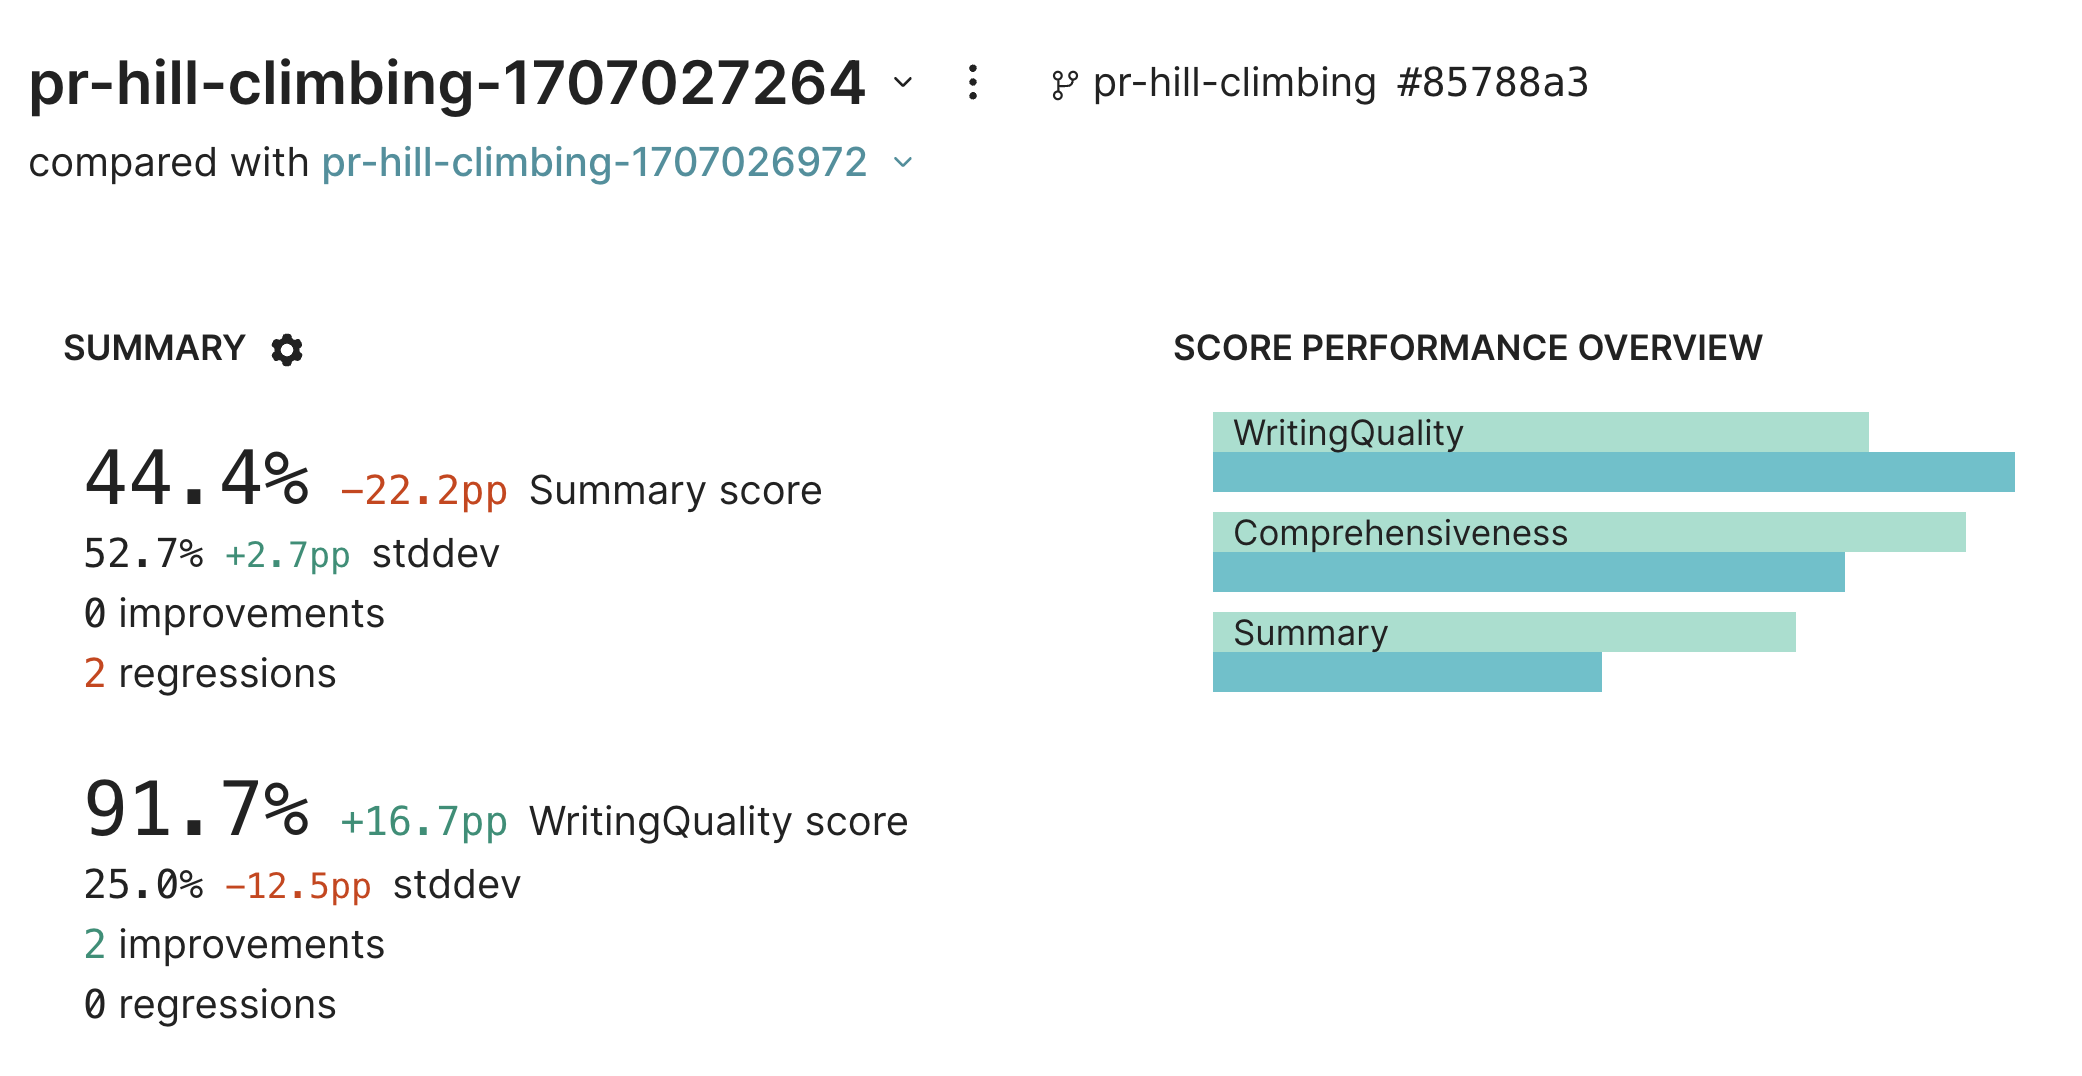 pr-hill-climbing-1707027264 pr-hill-climbing #85788a3
compared with pr-hill-climbing-1707026972
SUMMARY
44.4% −22.2pp Summary score
52.7% +2.7pp stddev
0 improvements
2 regressions
91.7% +16.7pp WritingQuality score
25.0% −12.5pp stddev
2 improvements
0 regressions
SCORE PERFORMANCE OVERVIEW
WritingQuality
Comprehensiveness
Summary